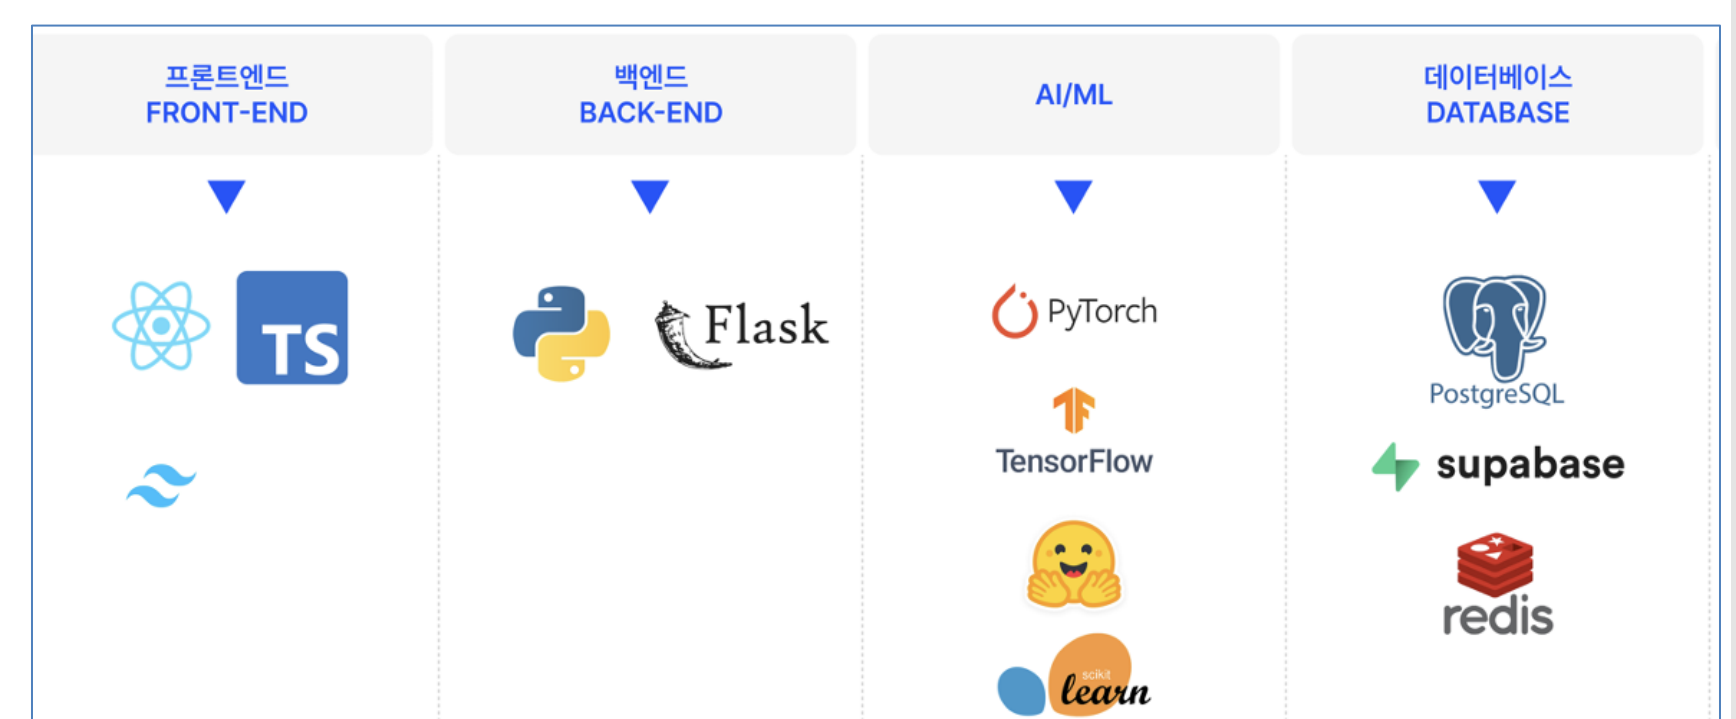 프론트엔드
FRONT-END
백엔드
BACK-END
AI/ML
데이터베이스
DATABASE
TS
Flask
PyTorch
TensorFlow
scikit
learn
PostgreSQL
supabase
redis